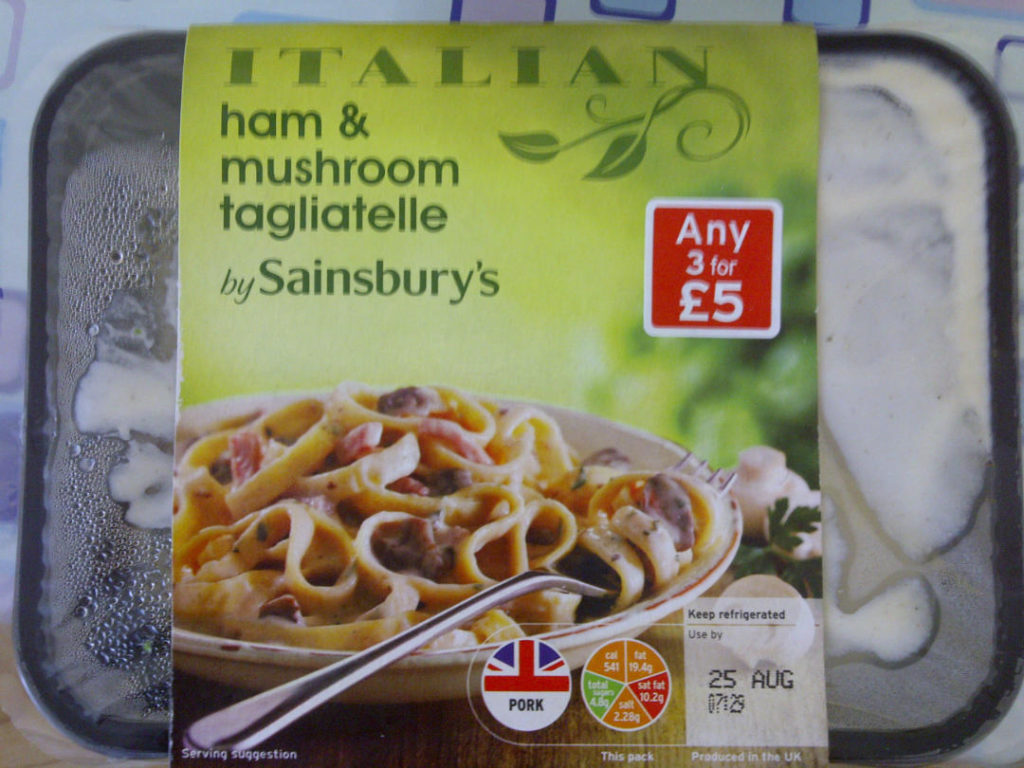 ITALIAN
ham &
mushroom
tagliatelle
by Sainsbury's
Any
3 for
£5
Keep refrigerated
Use by
25 AUG
PORK
cal
541
fat
19.4g
sat fat
10.2g
salt
2.28g
total
sugars
4.8g
Serving suggestion
This pack
Produced in the UK